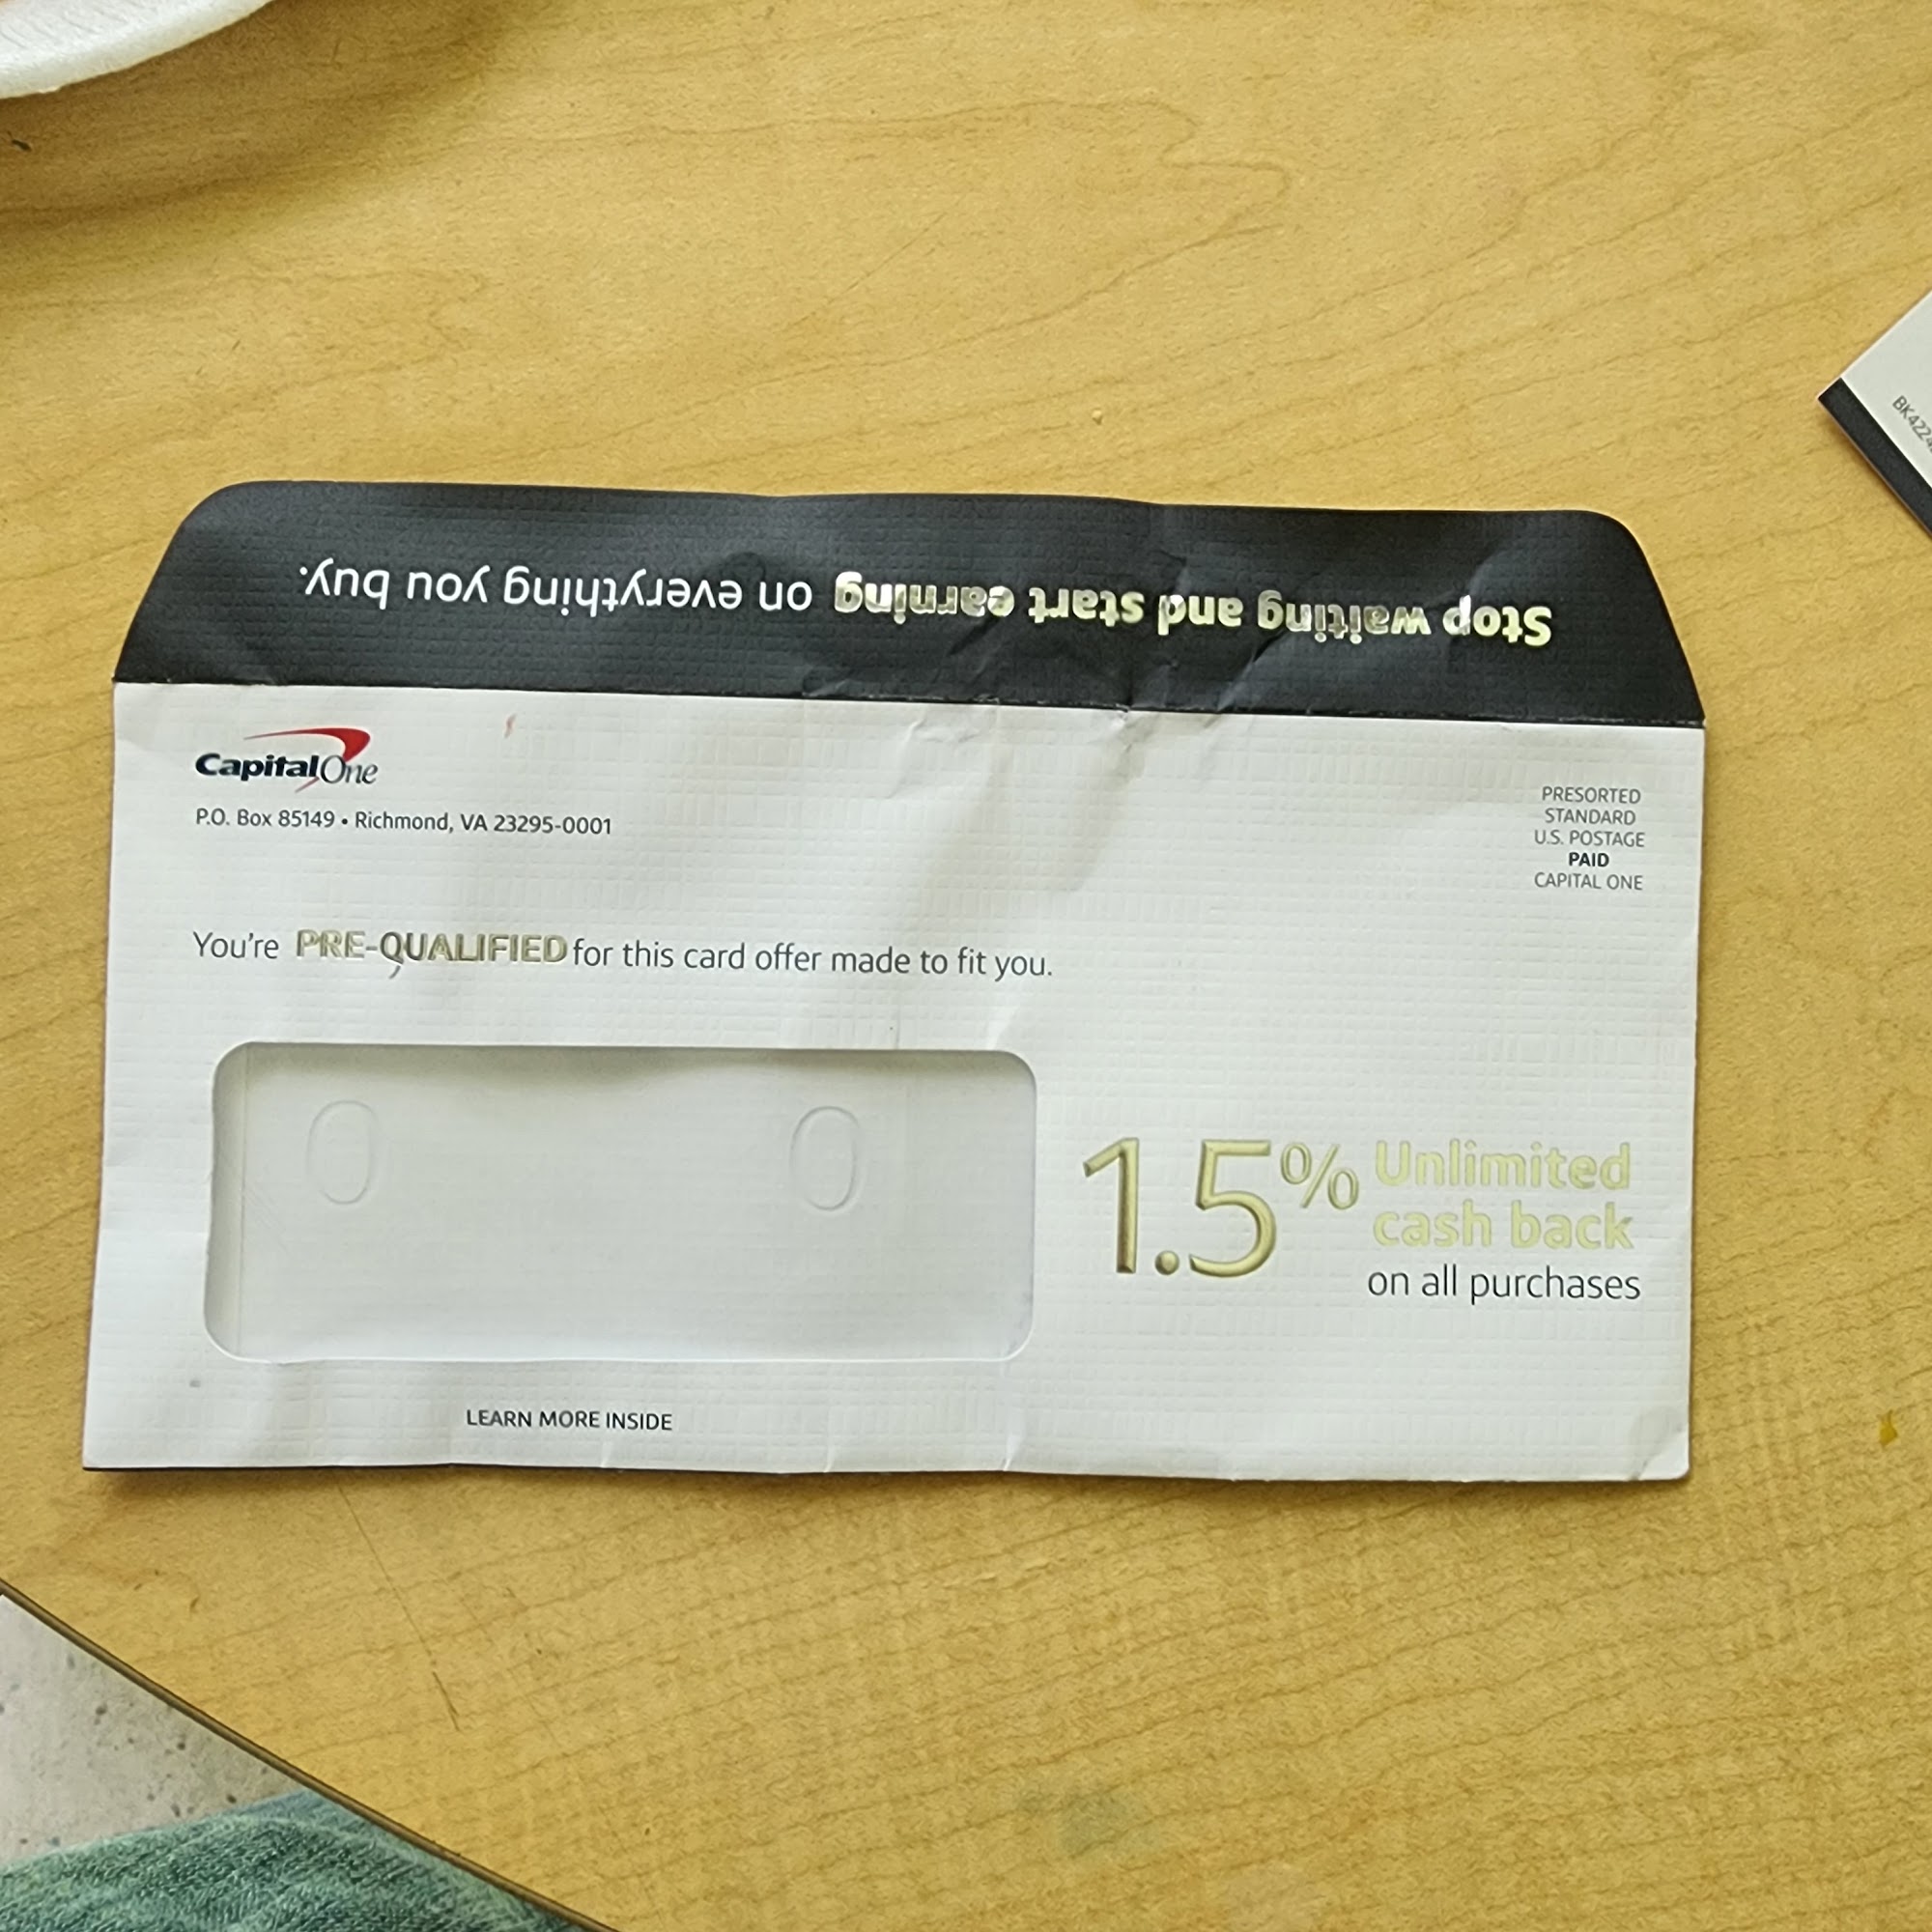 Stop waiting and start earning on everything you buy.
CapitalOne
P.O. Box 85149 • Richmond, VA 23295-0001
PRESORTED
STANDARD
U.S. POSTAGE
PAID
CAPITAL ONE
You're PRE-QUALIFIED for this card offer made to fit you.
1.5% Unlimited
cash back
on all purchases
LEARN MORE INSIDE